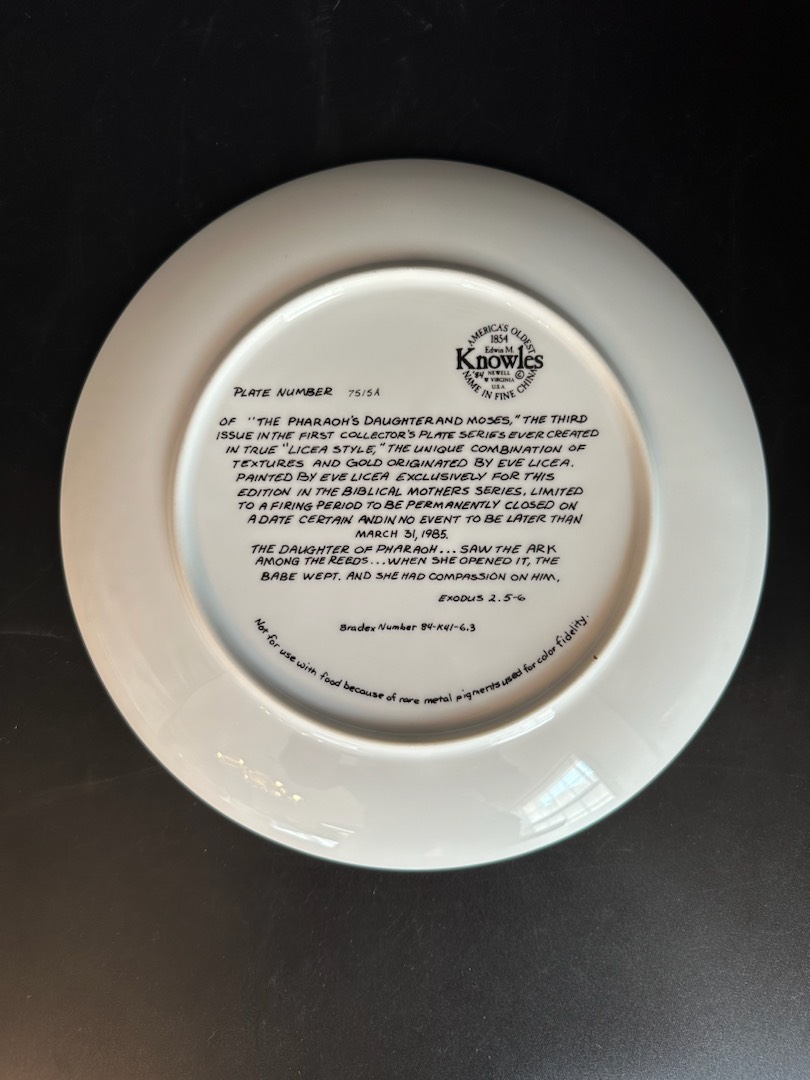 AMERICA'S OLDEST
1854
Edwin M.
Knowles
'84 NEWELL ©
W VIRGINIA
U.S.A
NAME IN FINE CHINA
PLATE NUMBER 7515A
OF "THE PHARAOH'S DAUGHTER AND MOSES," THE THIRD
ISSUE IN THE FIRST COLLECTOR'S PLATE SERIES EVER CREATED
IN TRUE "LICEA STYLE," THE UNIQUE COMBINATION OF
TEXTURES AND GOLD ORIGINATED BY EVE LICEA.
PAINTED BY EVE LICEA EXCLUSIVELY FOR THIS
EDITION IN THE BIBLICAL MOTHERS SERIES. LIMITED
TO A FIRING PERIOD TO BE PERMANENTLY CLOSED ON
A DATE CERTAIN AND IN NO EVENT TO BE LATER THAN
MARCH 31, 1985.
THE DAUGHTER OF PHARAOH... SAW THE ARK
AMONG THE REEDS... WHEN SHE OPENED IT, THE
BABE WEPT. AND SHE HAD COMPASSION ON HIM.
EXODUS 2.5-6
Bradex Number 84-K41-6.3
Not for use with food because of rare metal pigments used for color fidelity.